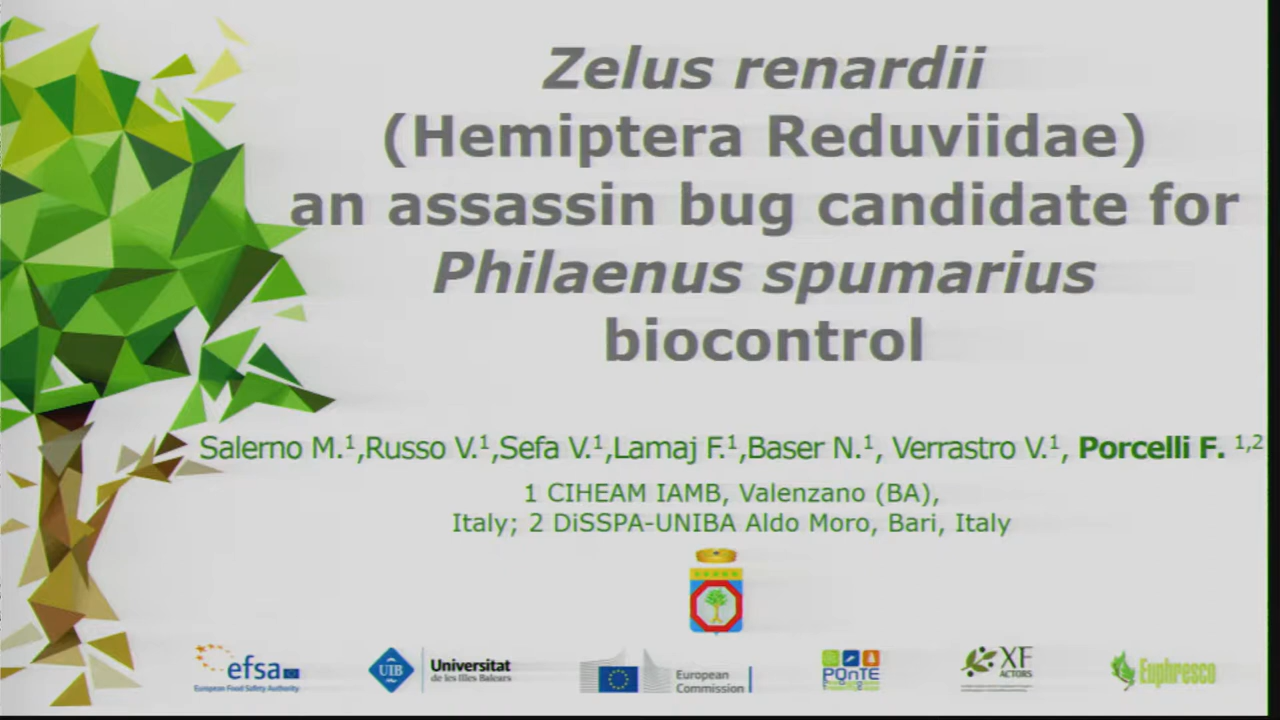 Zelus renardii
(Hemiptera Reduviidae)
an assassin bug candidate for
Philaenus spumarius
biocontrol
Salerno M.¹,Russo V.¹,Sefa V.¹,Lamaj F.¹,Baser N.¹, Verrastro V.¹, Porcelli F. ¹,²
1 CIHEAM IAMB, Valenzano (BA),
Italy; 2 DiSSPA-UNIBA Aldo Moro, Bari, Italy
efsa
European Food Safety Authority
UIB
Universitat
de les Illes Balears
European
Commission
PonTE
XF
ACTORS
Euphresco